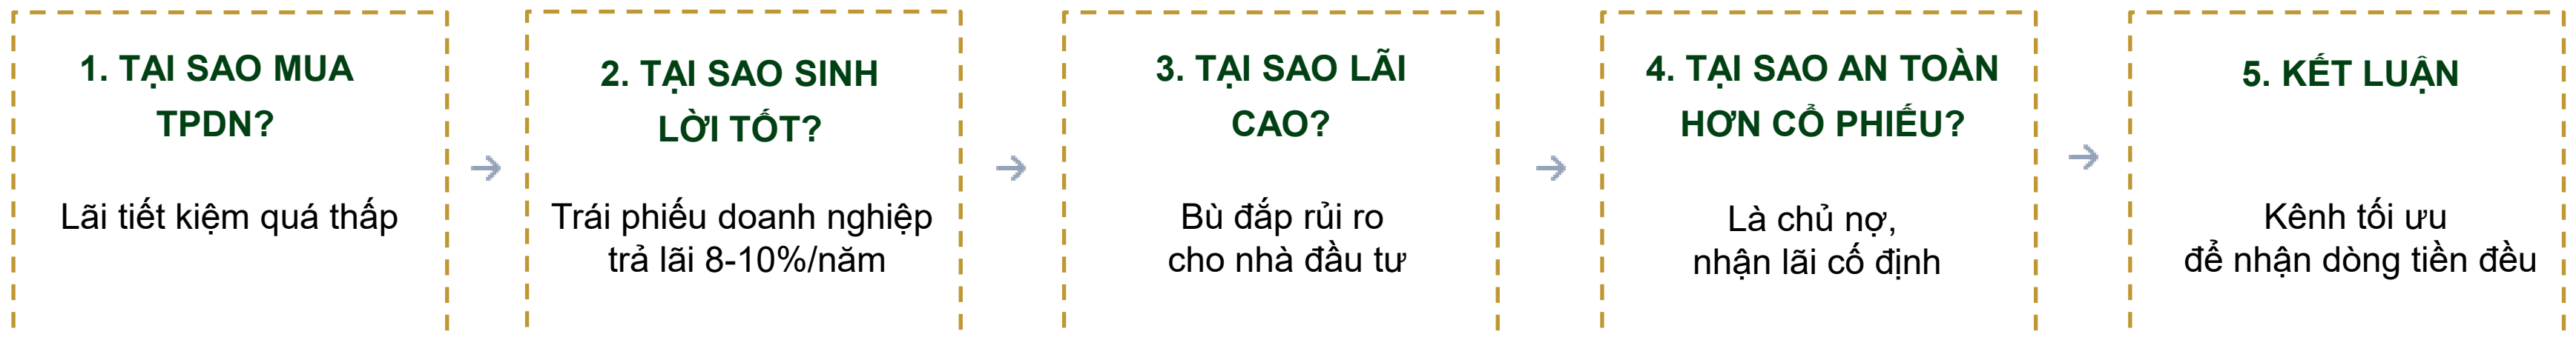 1. TẠI SAO MUA
TPDN?
Lãi tiết kiệm quá thấp
2. TẠI SAO SINH
LỜI TỐT?
Trái phiếu doanh nghiệp
trả lãi 8-10%/năm
3. TẠI SAO LÃI
CAO?
Bù đắp rủi ro
cho nhà đầu tư
4. TẠI SAO AN TOÀN
HƠN CỔ PHIẾU?
Là chủ nợ,
nhận lãi cố định
5. KẾT LUẬN
Kênh tối ưu
để nhận dòng tiền đều